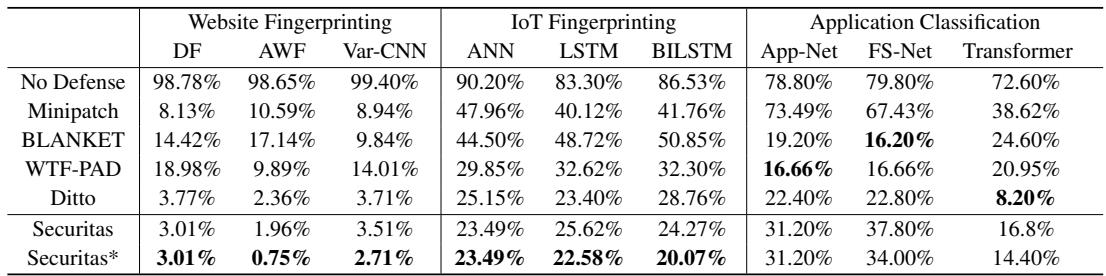 Website Fingerprinting IoT Fingerprinting Application Classification
DF AWF Var-CNN ANN LSTM BILSTM App-Net FS-Net Transformer
No Defense 98.78% 98.65% 99.40% 90.20% 83.30% 86.53% 78.80% 79.80% 72.60%
Minipatch 8.13% 10.59% 8.94% 47.96% 40.12% 41.76% 73.49% 67.43% 38.62%
BLANKET 14.42% 17.14% 9.84% 44.50% 48.72% 50.85% 19.20% 16.20% 24.60%
WTF-PAD 18.98% 9.89% 14.01% 29.85% 32.62% 32.30% 16.66% 16.66% 20.95%
Ditto 3.77% 2.36% 3.71% 25.15% 23.40% 28.76% 22.40% 22.80% 8.20%
Securitas 3.01% 1.96% 3.51% 23.49% 25.62% 24.27% 31.20% 37.80% 16.8%
Securitas* 3.01% 0.75% 2.71% 23.49% 22.58% 20.07% 31.20% 34.00% 14.40%